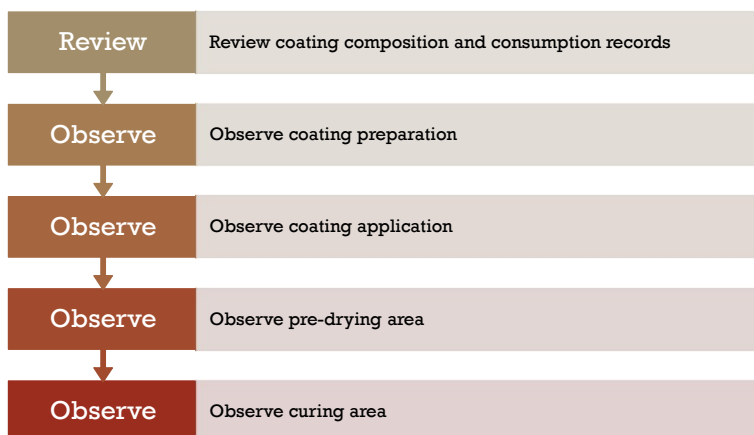 Review
Review coating composition and consumption records
Observe
Observe coating preparation
Observe
Observe coating application
Observe
Observe pre-drying area
Observe
Observe curing area